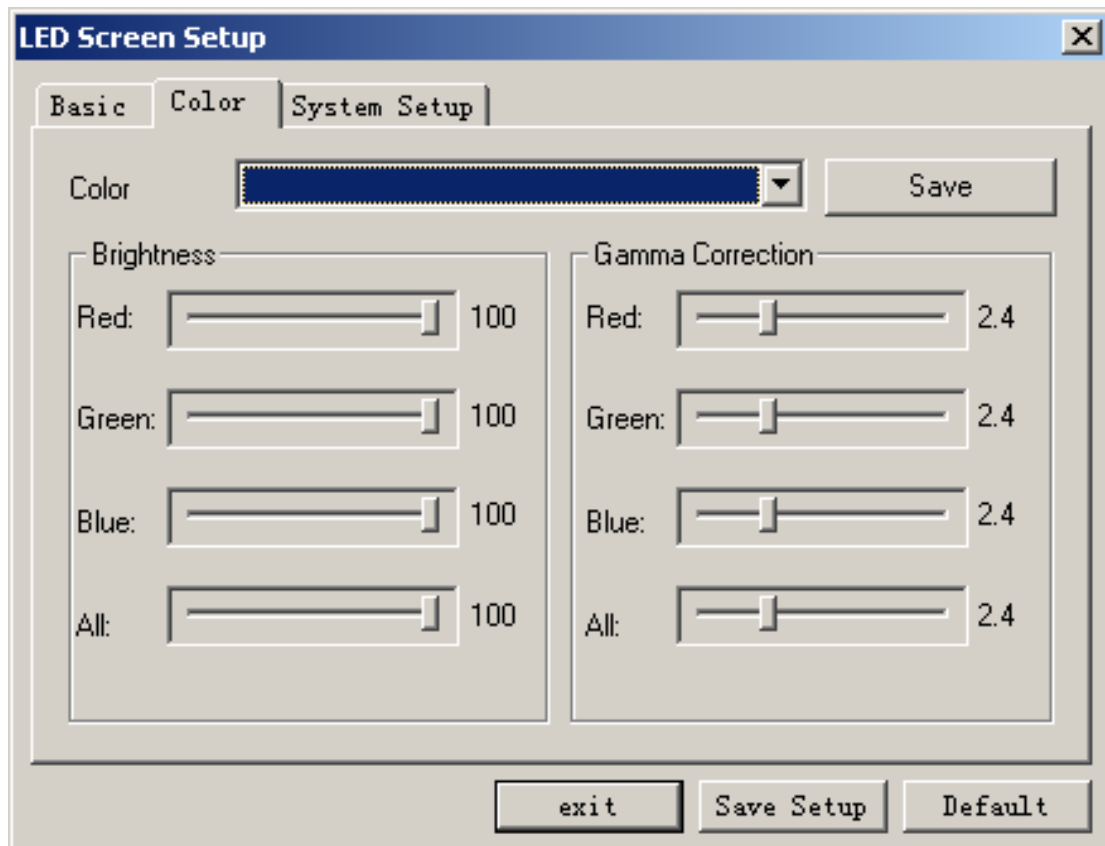 LED Screen Setup
Basic Color System Setup
Color Save
Brightness
Red: 100
Green: 100
Blue: 100
All: 100
Gamma Correction
Red: 2.4
Green: 2.4
Blue: 2.4
All: 2.4
exit Save Setup Default